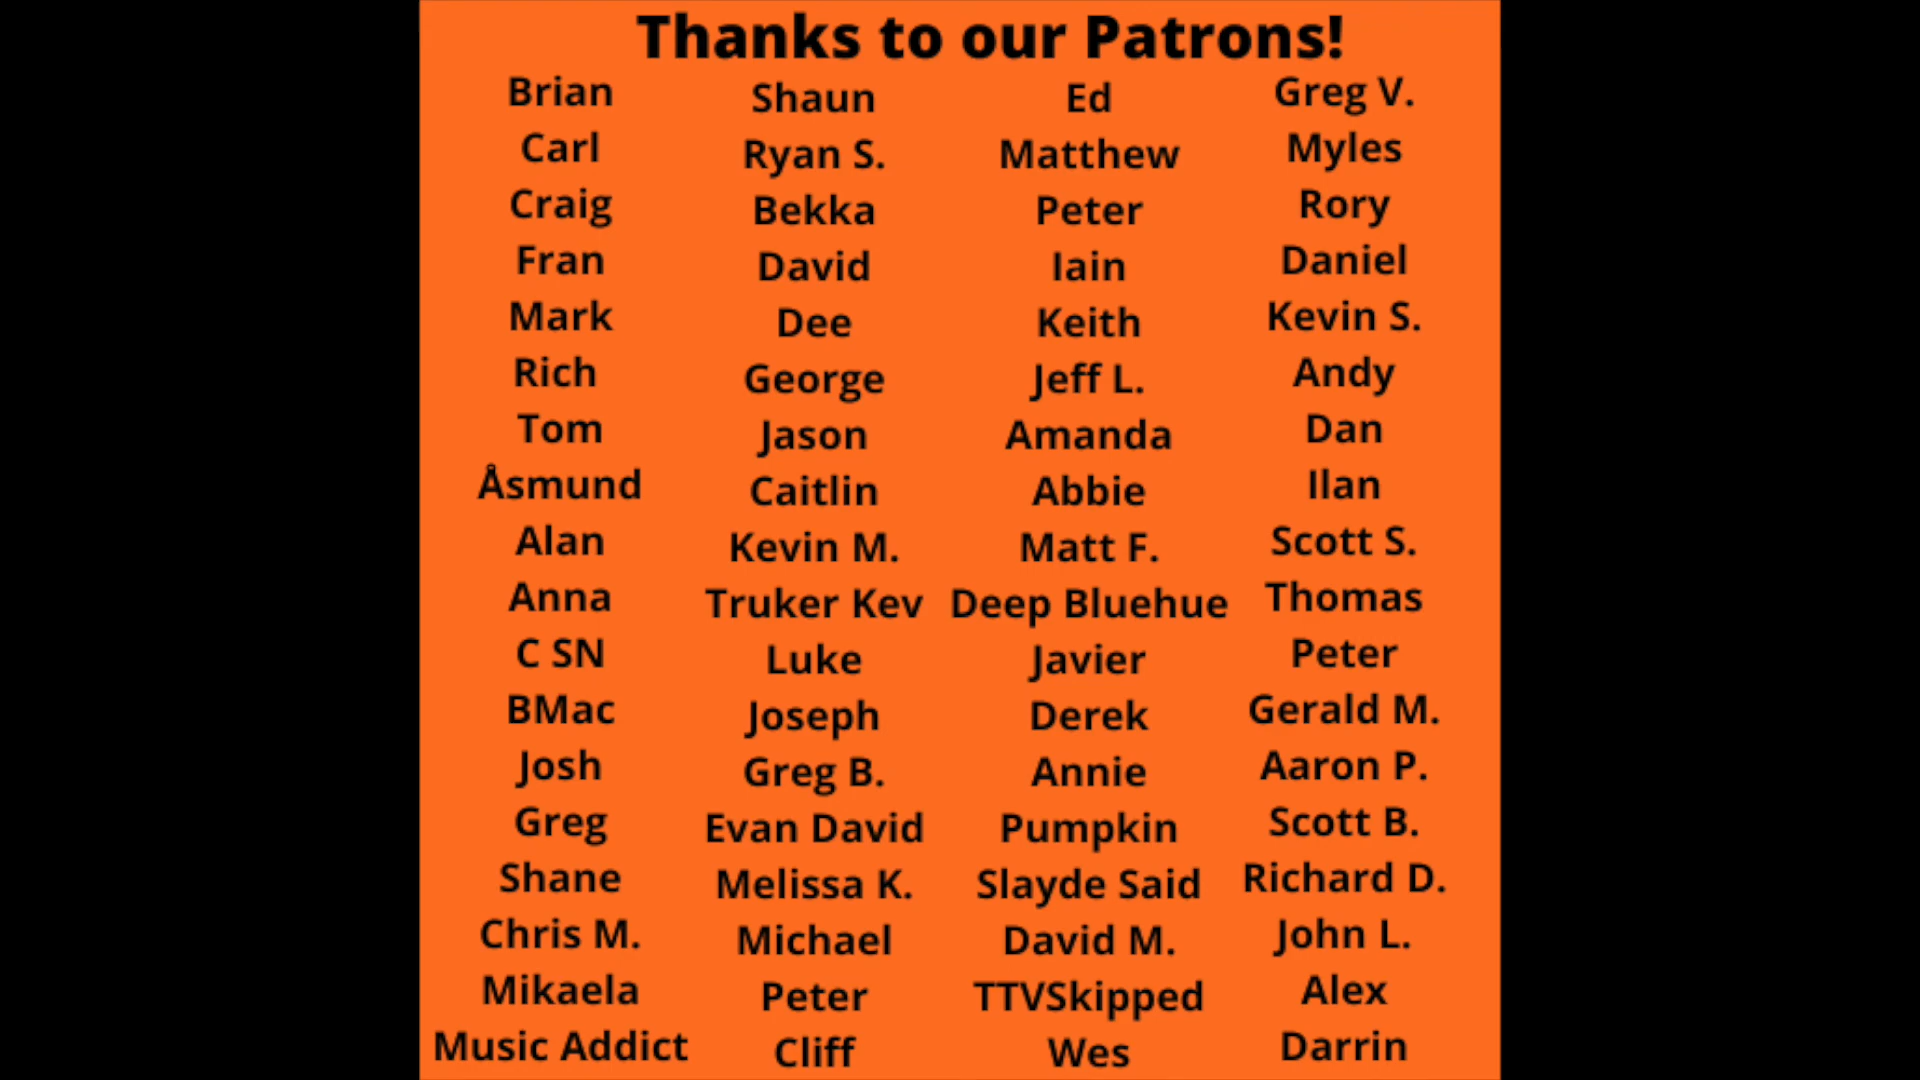 Thanks to our Patrons!
Brian
Carl
Craig
Fran
Mark
Rich
Tom
Åsmund
Alan
Anna
C SN
BMac
Josh
Greg
Shane
Chris M.
Mikaela
Music Addict
Shaun
Ryan S.
Bekka
David
Dee
George
Jason
Caitlin
Kevin M.
Truker Kev
Luke
Joseph
Greg B.
Evan David
Melissa K.
Michael
Peter
Cliff
Ed
Matthew
Peter
Iain
Keith
Jeff L.
Amanda
Abbie
Matt F.
Deep Bluehue
Javier
Derek
Annie
Pumpkin
Slayde Said
David M.
TTVSkipped
Wes
Greg V.
Myles
Rory
Daniel
Kevin S.
Andy
Dan
Ilan
Scott S.
Thomas
Peter
Gerald M.
Aaron P.
Scott B.
Richard D.
John L.
Alex
Darrin